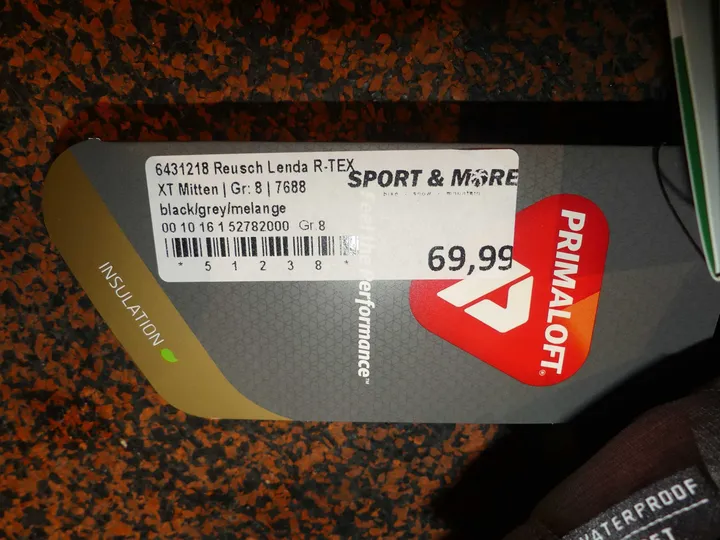 6431218 Reusch Lenda R-TEX
XT Mitten | Gr: 8 | 7688
black/grey/melange
00 10 16 1 52782000 Gr.8
* 5 1 2 3 8 *
SPORT & MORE
69,99
INSULATION
Performance™
PRIMALOFT®
WATERPROOF